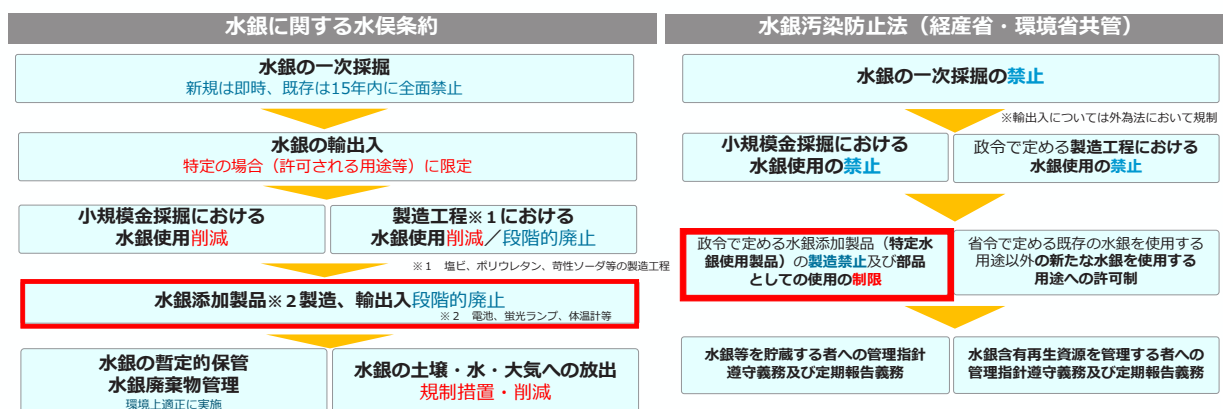 水銀に関する水俣条約
水銀の一次採掘
新規は即時、既存は15年内に全面禁止
水銀の輸出入
特定の場合（許可される用途等）に限定
小規模金採掘における
水銀使用削減
製造工程※１における
水銀使用削減／段階的廃止
※１　塩ビ、ポリウレタン、苛性ソーダ等の製造工程
水銀添加製品※２製造、輸出入段階的廃止
※２　電池、蛍光ランプ、体温計等
水銀の暫定的保管
水銀廃棄物管理
環境上適正に実施
水銀の土壌・水・大気への放出
規制措置・削減
水銀汚染防止法（経産省・環境省共管）
水銀の一次採掘の禁止
※輸出入については外為法において規制
小規模金採掘における
水銀使用の禁止
政令で定める製造工程における
水銀使用の禁止
政令で定める水銀添加製品（特定水
銀使用製品）の製造禁止及び部品
としての使用の制限
省令で定める既存の水銀を使用する
用途以外の新たな水銀を使用する
用途への許可制
水銀等を貯蔵する者への管理指針
遵守義務及び定期報告義務
水銀含有再生資源を管理する者への
管理指針遵守義務及び定期報告義務